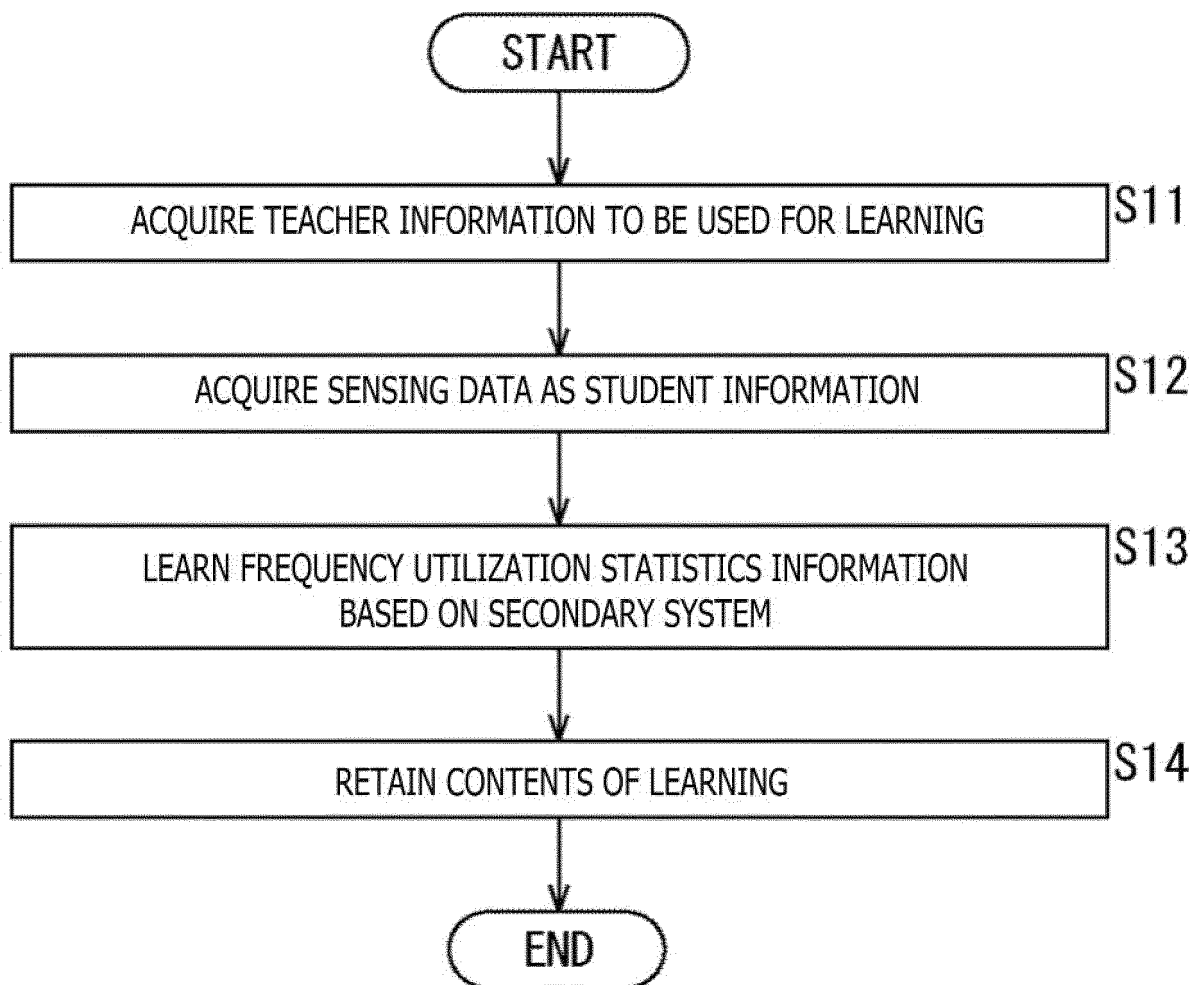 START
ACQUIRE TEACHER INFORMATION TO BE USED FOR LEARNING
S11
ACQUIRE SENSING DATA AS STUDENT INFORMATION
S12
LEARN FREQUENCY UTILIZATION STATISTICS INFORMATION
BASED ON SECONDARY SYSTEM
S13
RETAIN CONTENTS OF LEARNING
S14
END